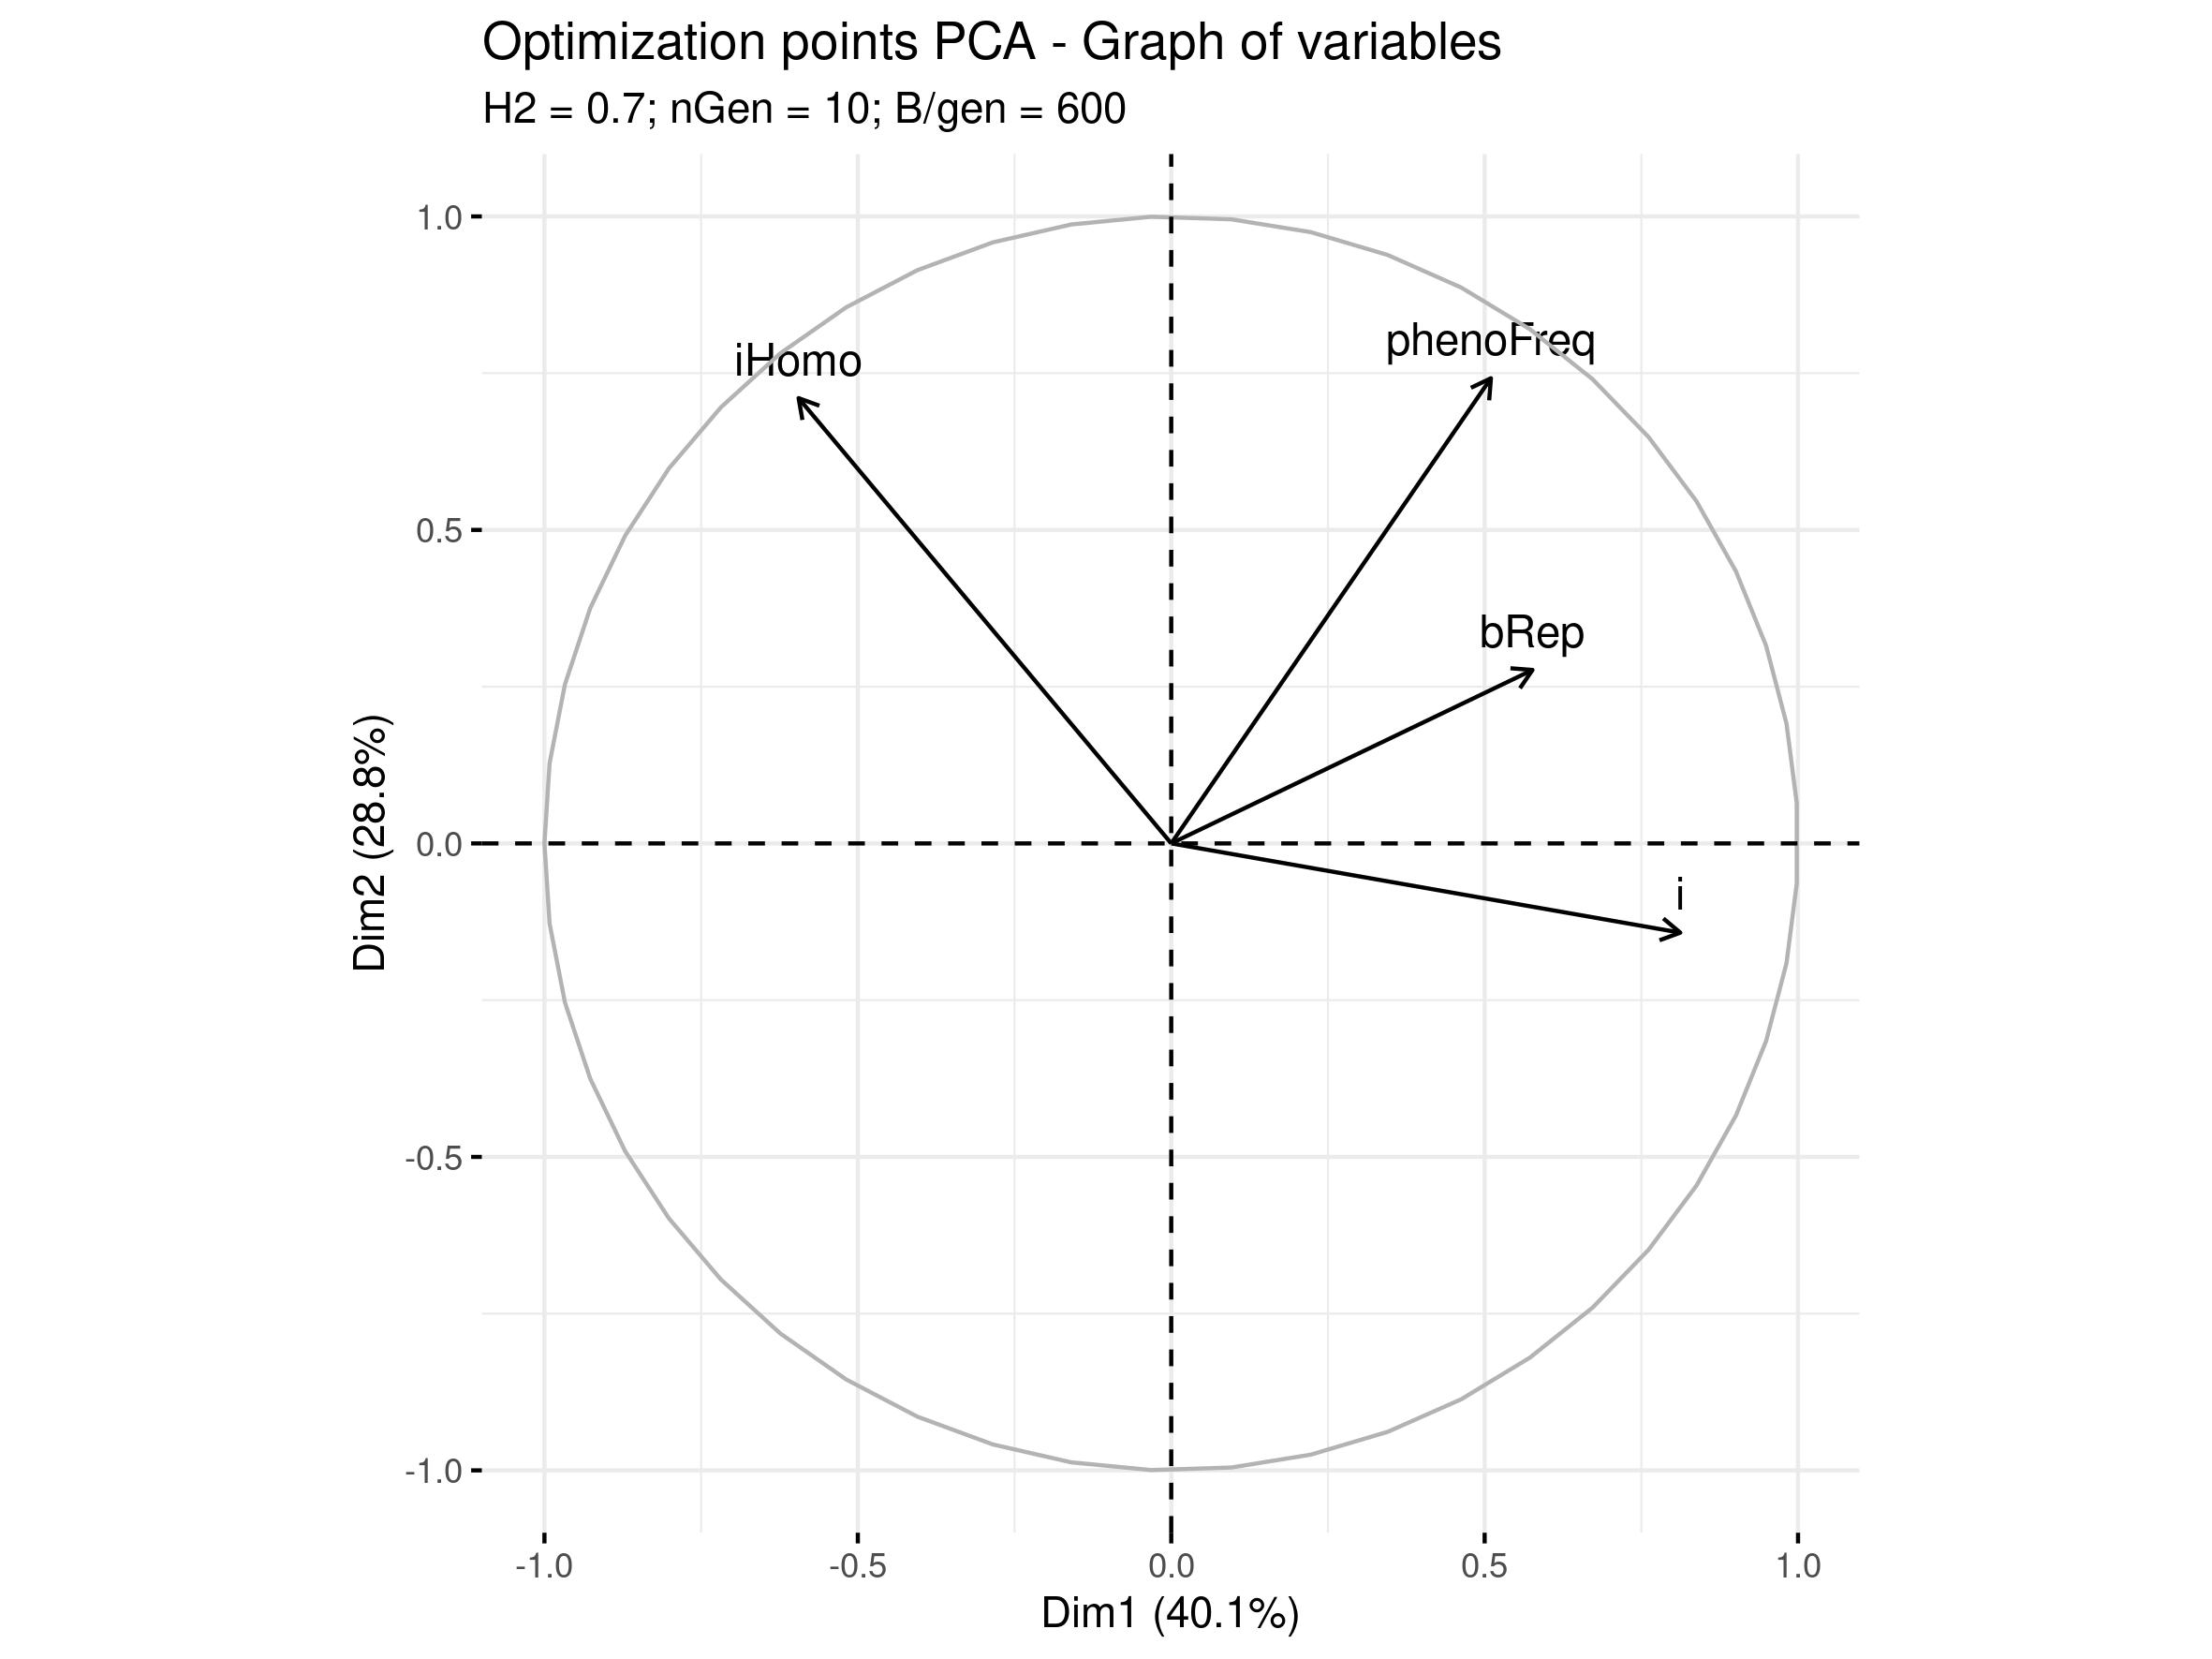 Optimization points PCA - Graph of variables
H2 = 0.7; nGen = 10; B/gen = 600
1.0
0.5
0.0
-0.5
-1.0
Dim2 (28.8%)
iHomo
phenoFreq
bRep
i
-1.0
-0.5
0.0
0.5
1.0
Dim1 (40.1%)